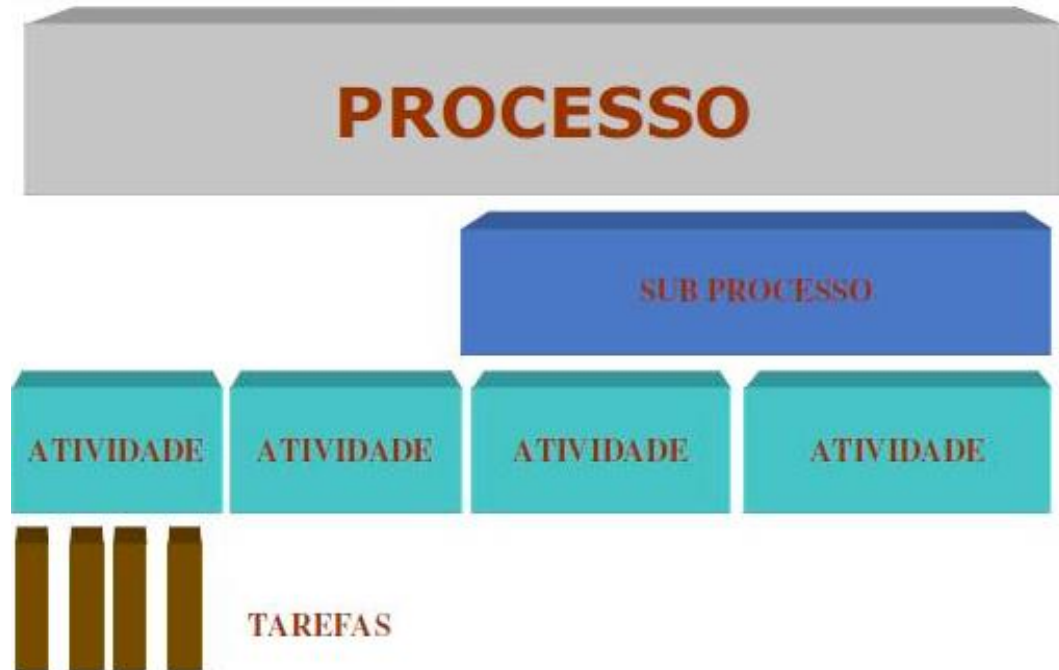 PROCESSO
SUB PROCESSO
ATIVIDADE ATIVIDADE ATIVIDADE ATIVIDADE
TAREFAS